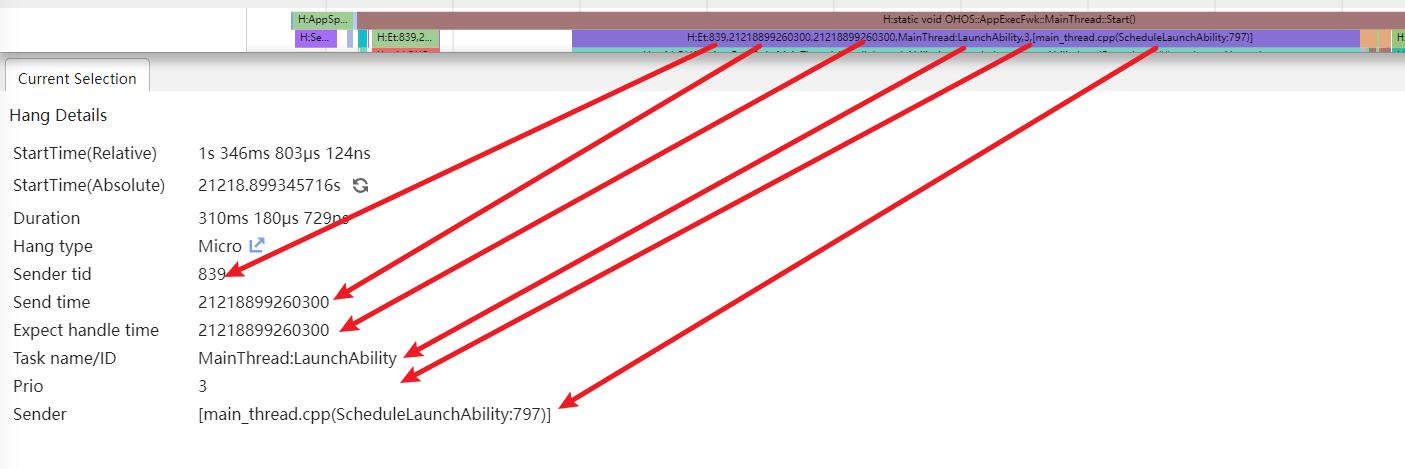 H:AppSp... H:static void OHOS::AppExecFwk::MainThread::Start()
H:Se... H:Et:839,2... H:Et:839,21218899260300,21218899260300,MainThread:LaunchAbility,3,[main_thread.cpp(ScheduleLaunchAbility:797)] H:
Current Selection
Hang Details
StartTime(Relative) 1s 346ms 803μs 124ns
StartTime(Absolute) 21218.899345716s
Duration 310ms 180μs 729ns
Hang type Micro
Sender tid 839
Send time 21218899260300
Expect handle time 21218899260300
Task name/ID MainThread:LaunchAbility
Prio 3
Sender [main_thread.cpp(ScheduleLaunchAbility:797)]